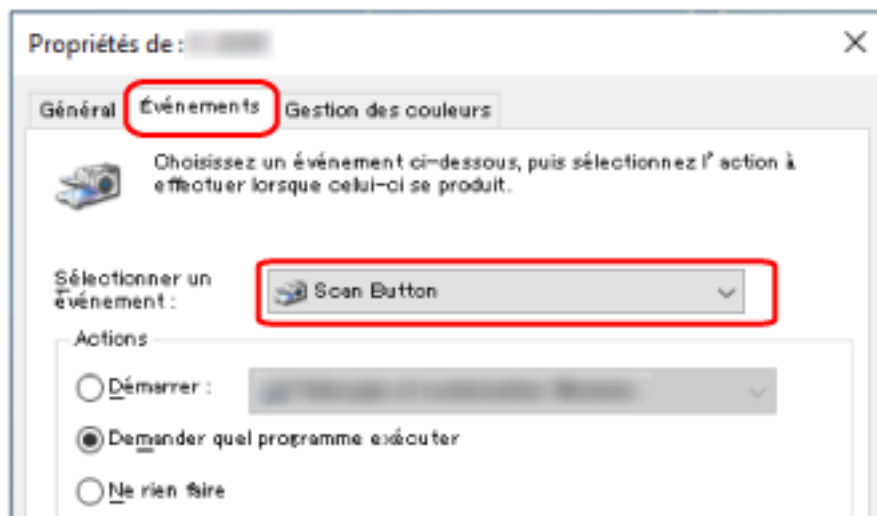 Propriétés de :
Général Événements Gestion des couleurs
Choisissez un événement ci-dessous, puis sélectionnez l'action à
effectuer lorsque celui-ci se produit.
Sélectionner un
événement :
Scan Button
Actions
Démarrer :
Demander quel programme exécuter
Ne rien faire